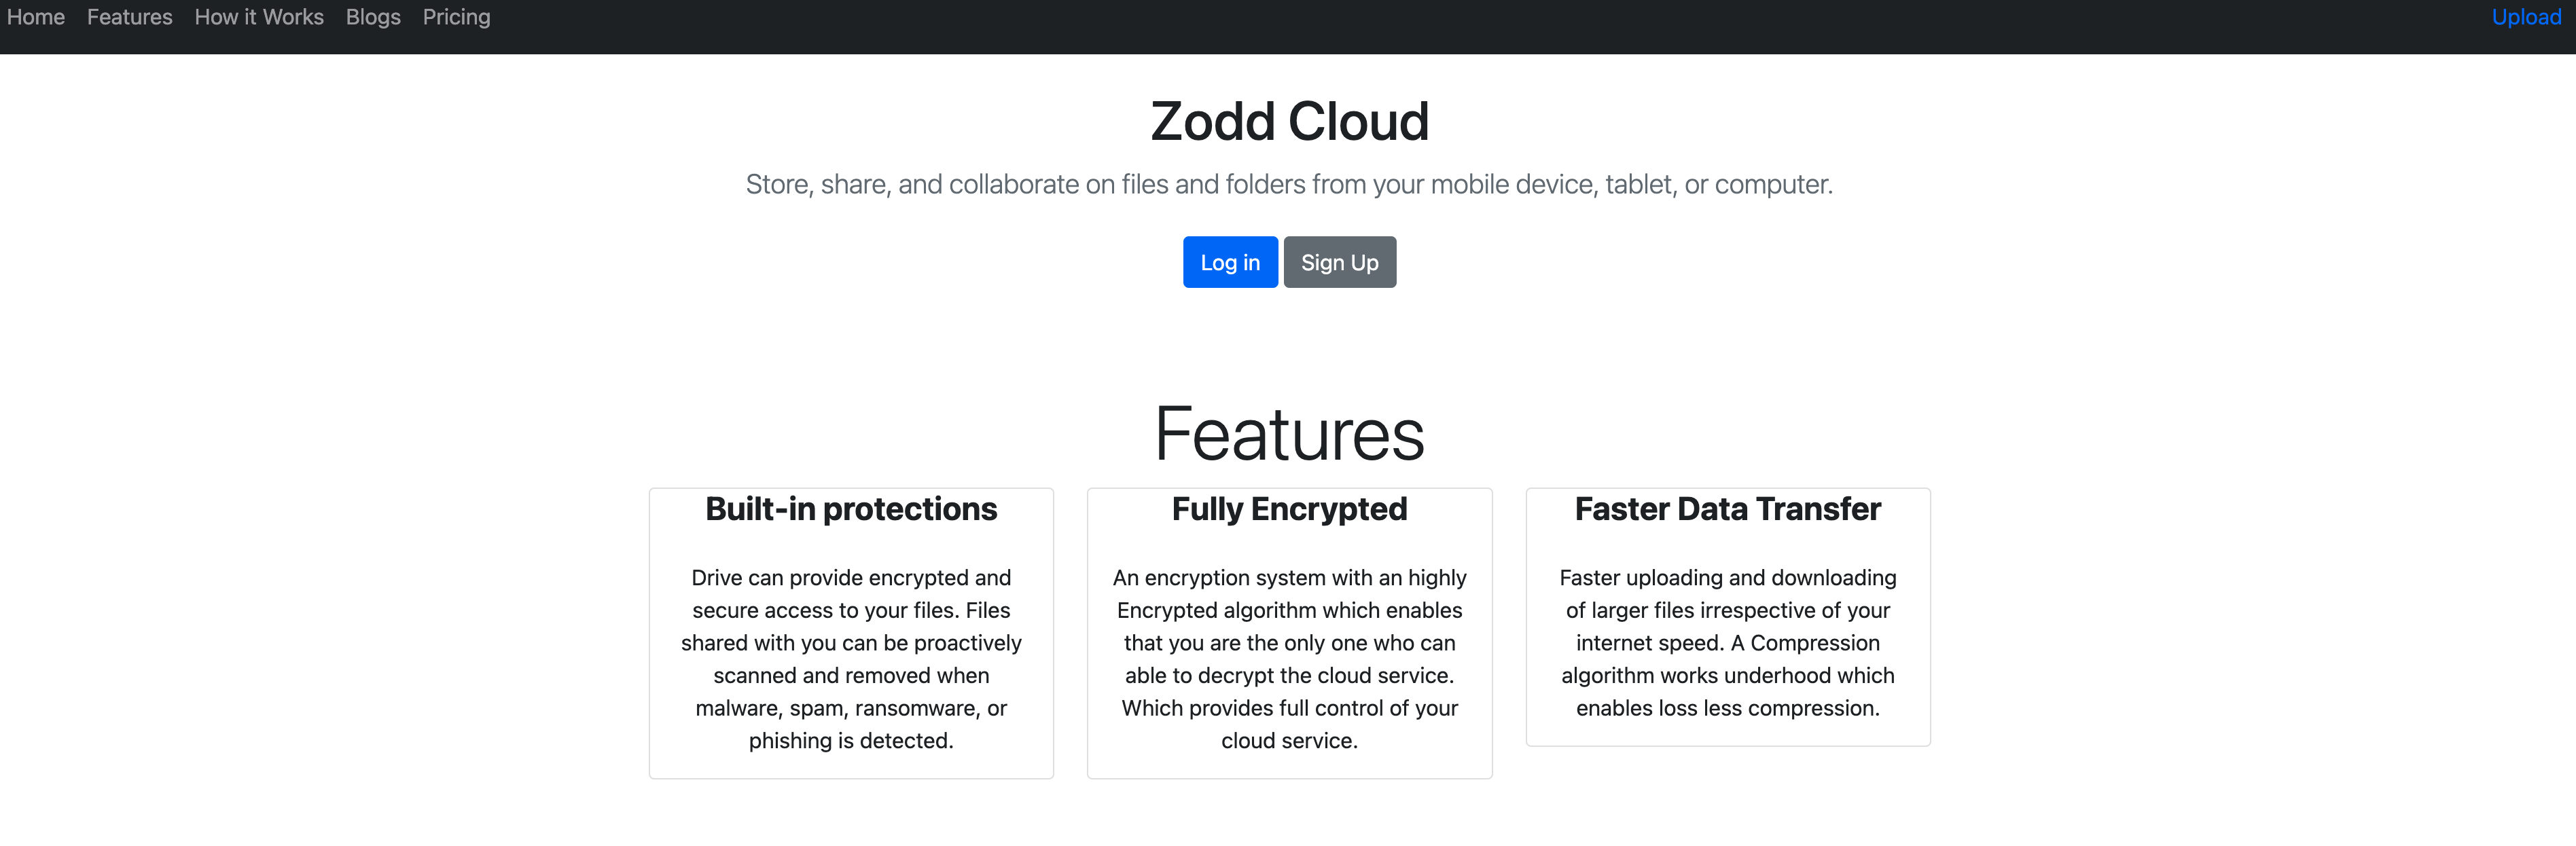 Home Features How it Works Blogs Pricing Upload
Zodd Cloud
Store, share, and collaborate on files and folders from your mobile device, tablet, or computer.
Log in Sign Up
Features
Built-in protections
Drive can provide encrypted and
secure access to your files. Files
shared with you can be proactively
scanned and removed when
malware, spam, ransomware, or
phishing is detected.
Fully Encrypted
An encryption system with an highly
Encrypted algorithm which enables
that you are the only one who can
able to decrypt the cloud service.
Which provides full control of your
cloud service.
Faster Data Transfer
Faster uploading and downloading
of larger files irrespective of your
internet speed. A Compression
algorithm works underhood which
enables loss less compression.